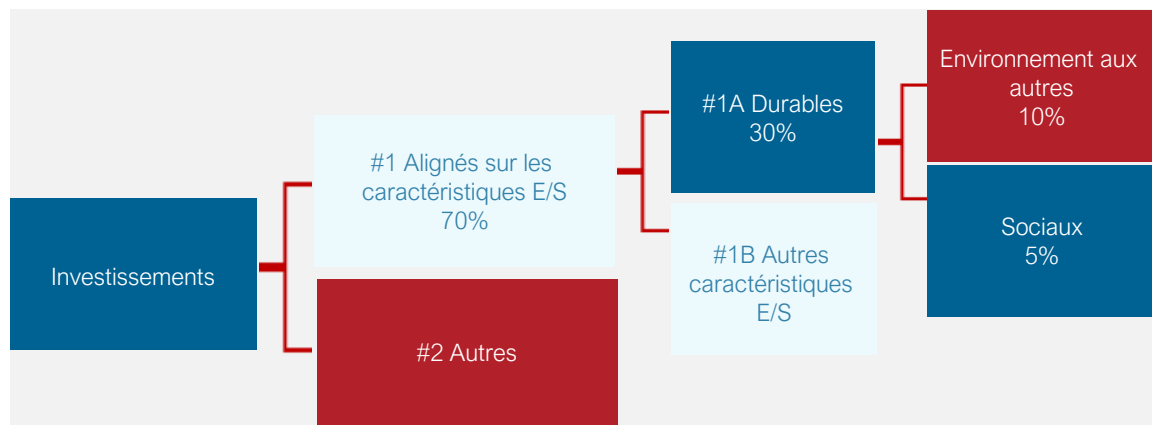 Investissements
#1 Alignés sur les
caractéristiques E/S
70%
#2 Autres
#1A Durables
30%
#1B Autres
caractéristiques
E/S
Environnement aux
autres
10%
Sociaux
5%